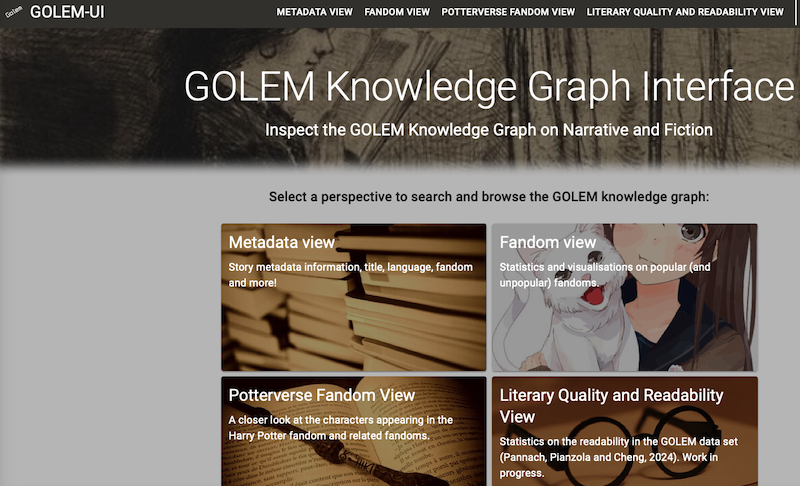 Golem GOLEM-UI METADATA VIEW FANDOM VIEW POTTERVERSE FANDOM VIEW LITERARY QUALITY AND READABILITY VIEW
GOLEM Knowledge Graph Interface
Inspect the GOLEM Knowledge Graph on Narrative and Fiction
Select a perspective to search and browse the GOLEM knowledge graph:
Metadata view
Story metadata information, title, language, fandom
and more!
Fandom view
Statistics and visualisations on popular (and
unpopular) fandoms.
Potterverse Fandom View
A closer look at the characters appearing in the
Harry Potter fandom and related fandoms.
Literary Quality and Readability
View
Statistics on the readability in the GOLEM data set
(Pannach, Pianzola and Cheng, 2024). Work in
progress.